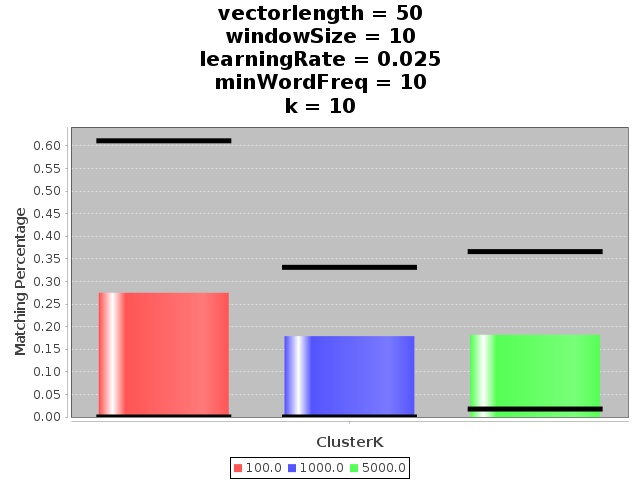 vectorlength = 50
windowSize = 10
learningRate = 0.025
minWordFreq = 10
k = 10
0.60
0.55
0.50
0.45
0.40
0.35
0.30
0.25
0.20
0.15
0.10
0.05
0.00
Matching Percentage
ClusterK
100.0 1000.0 5000.0